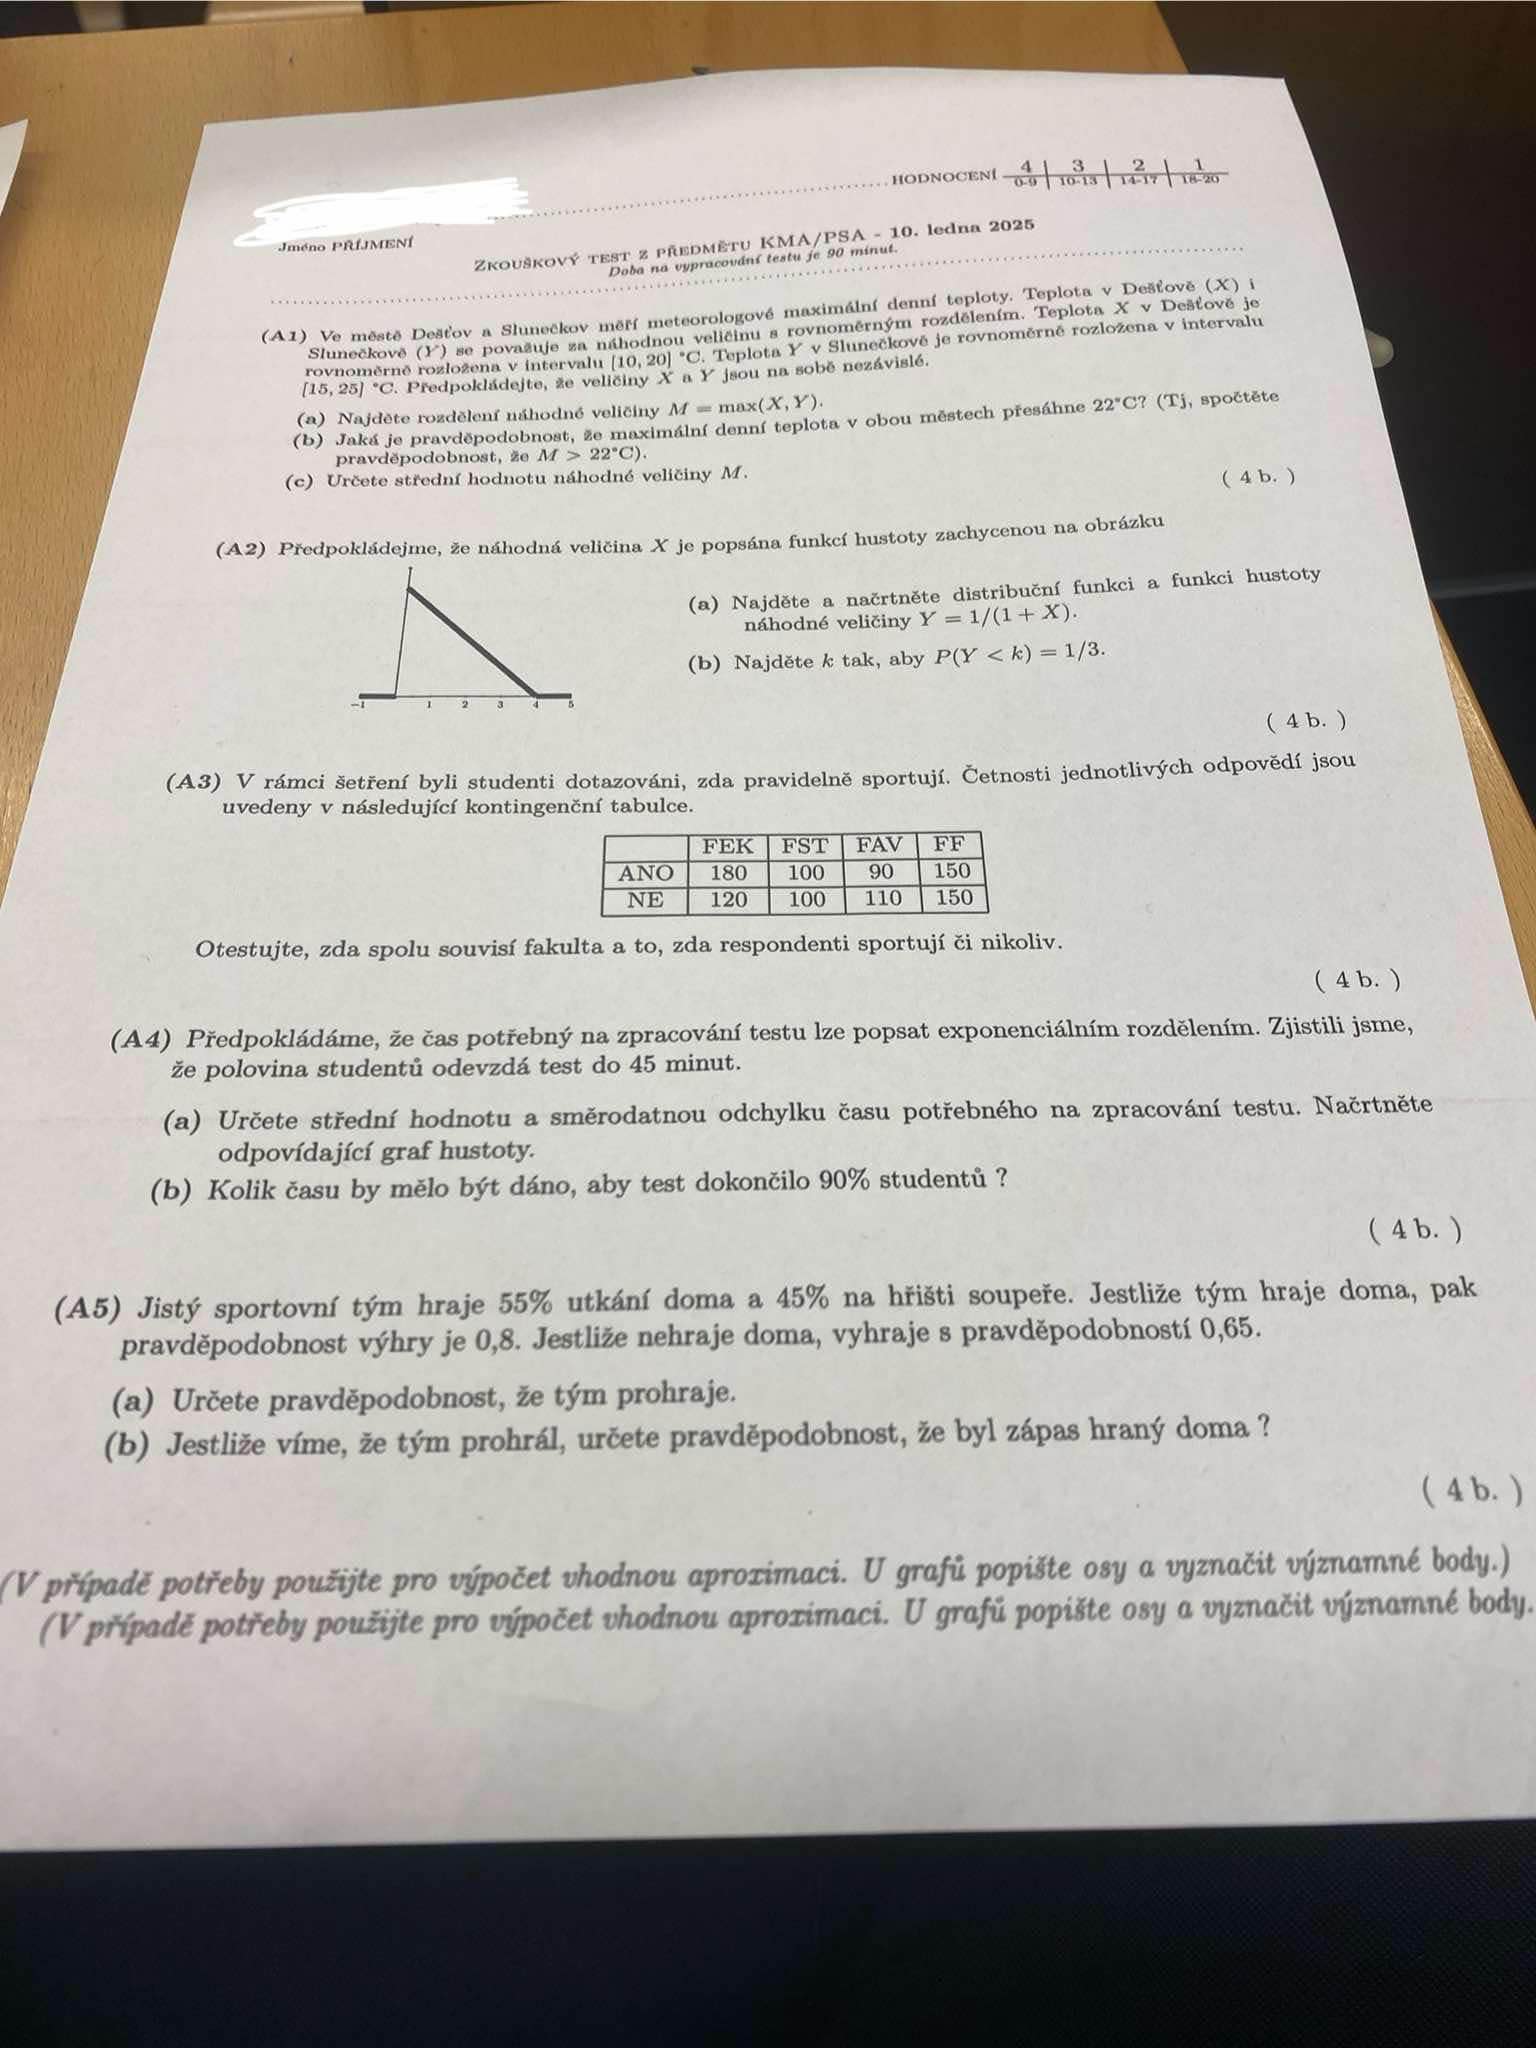 HODNOCENÍ 4 3 2 1
0-9 10-13 14-17 18-20
Jméno PŘÍJMENÍ
ZKOUŠKOVÝ TEST Z PŘEDMĚTU KMA/PSA - 10. ledna 2025
Doba na vypracování testu je 90 minut.
(A1) Ve městě Dešťov a Slunečkov měří meteorologové maximální denní teploty. Teplota v Dešťově (X) i
Slunečkově (Y) se považuje za náhodnou veličinu s rovnoměrným rozdělením. Teplota X v Dešťově je
rovnoměrně rozložena v intervalu [10, 20] °C. Teplota Y v Slunečkově je rovnoměrně rozložena v intervalu
[15, 25] °C. Předpokládejte, že veličiny X a Y jsou na sobě nezávislé.
(a) Najděte rozdělení náhodné veličiny M = max(X, Y).
(b) Jaká je pravděpodobnost, že maximální denní teplota v obou městech přesáhne 22°C? (Tj, spočtěte
pravděpodobnost, že M > 22°C).
(c) Určete střední hodnotu náhodné veličiny M.
( 4 b. )
(A2) Předpokládejme, že náhodná veličina X je popsána funkcí hustoty zachycenou na obrázku
-1 1 2 3 4 5
(a) Najděte a načrtněte distribuční funkci a funkci hustoty
náhodné veličiny Y = 1/(1 + X).
(b) Najděte k tak, aby P(Y < k) = 1/3.
( 4 b. )
(A3) V rámci šetření byli studenti dotazováni, zda pravidelně sportují. Četnosti jednotlivých odpovědí jsou
uvedeny v následující kontingenční tabulce.
FEK FST FAV FF
ANO 180 100 90 150
NE 120 100 110 150
Otestujte, zda spolu souvisí fakulta a to, zda respondenti sportují či nikoliv.
( 4 b. )
(A4) Předpokládáme, že čas potřebný na zpracování testu lze popsat exponenciálním rozdělením. Zjistili jsme,
že polovina studentů odevzdá test do 45 minut.
(a) Určete střední hodnotu a směrodatnou odchylku času potřebného na zpracování testu. Načrtněte
odpovídající graf hustoty.
(b) Kolik času by mělo být dáno, aby test dokončilo 90% studentů ?
( 4 b. )
(A5) Jistý sportovní tým hraje 55% utkání doma a 45% na hřišti soupeře. Jestliže tým hraje doma, pak
pravděpodobnost výhry je 0,8. Jestliže nehraje doma, vyhraje s pravděpodobností 0,65.
(a) Určete pravděpodobnost, že tým prohraje.
(b) Jestliže víme, že tým prohrál, určete pravděpodobnost, že byl zápas hraný doma ?
( 4 b. )
(V případě potřeby použijte pro výpočet vhodnou aproximaci. U grafů popište osy a vyznačit významné body.)
(V případě potřeby použijte pro výpočet vhodnou aproximaci. U grafů popište osy a vyznačit významné body.